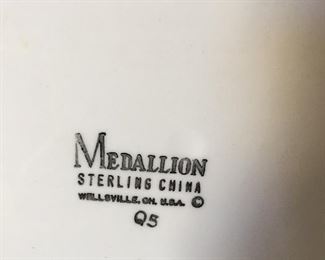 MEDALLION
STERLING CHINA
WELLSVILLE, OH. U.S.A. ©
Q5